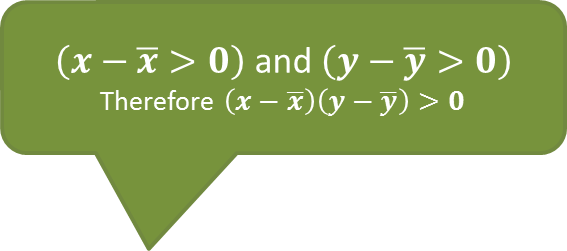 (x − x̅ > 0) and (y − y̅ > 0)
Therefore (x − x̅)(y − y̅) > 0